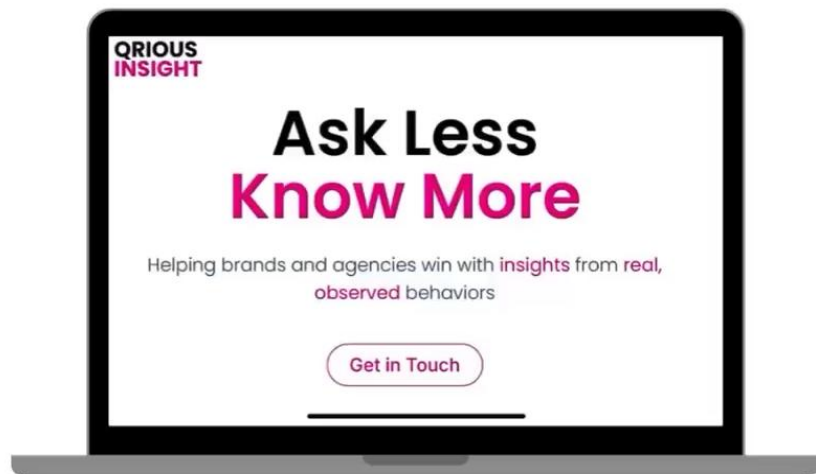 QRIOUS
INSIGHT
Ask Less
Know More
Helping brands and agencies win with insights from real,
observed behaviors
Get in Touch